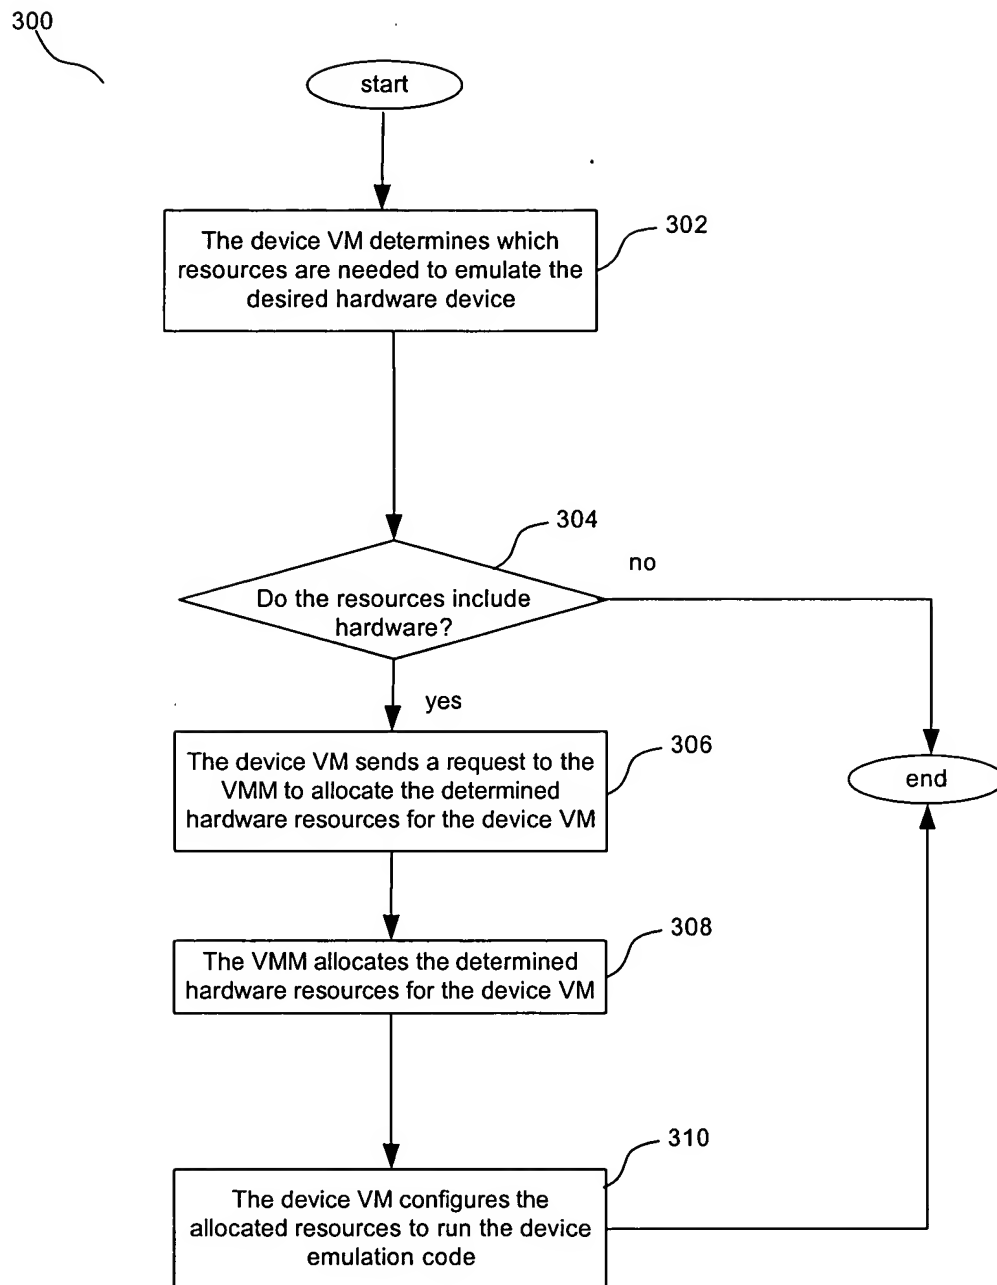 300
start
302
The device VM determines which
resources are needed to emulate the
desired hardware device
304
no
Do the resources include
hardware?
yes
306
The device VM sends a request to the
VMM to allocate the determined
hardware resources for the device VM
end
308
The VMM allocates the determined
hardware resources for the device VM
310
The device VM configures the
allocated resources to run the device
emulation code